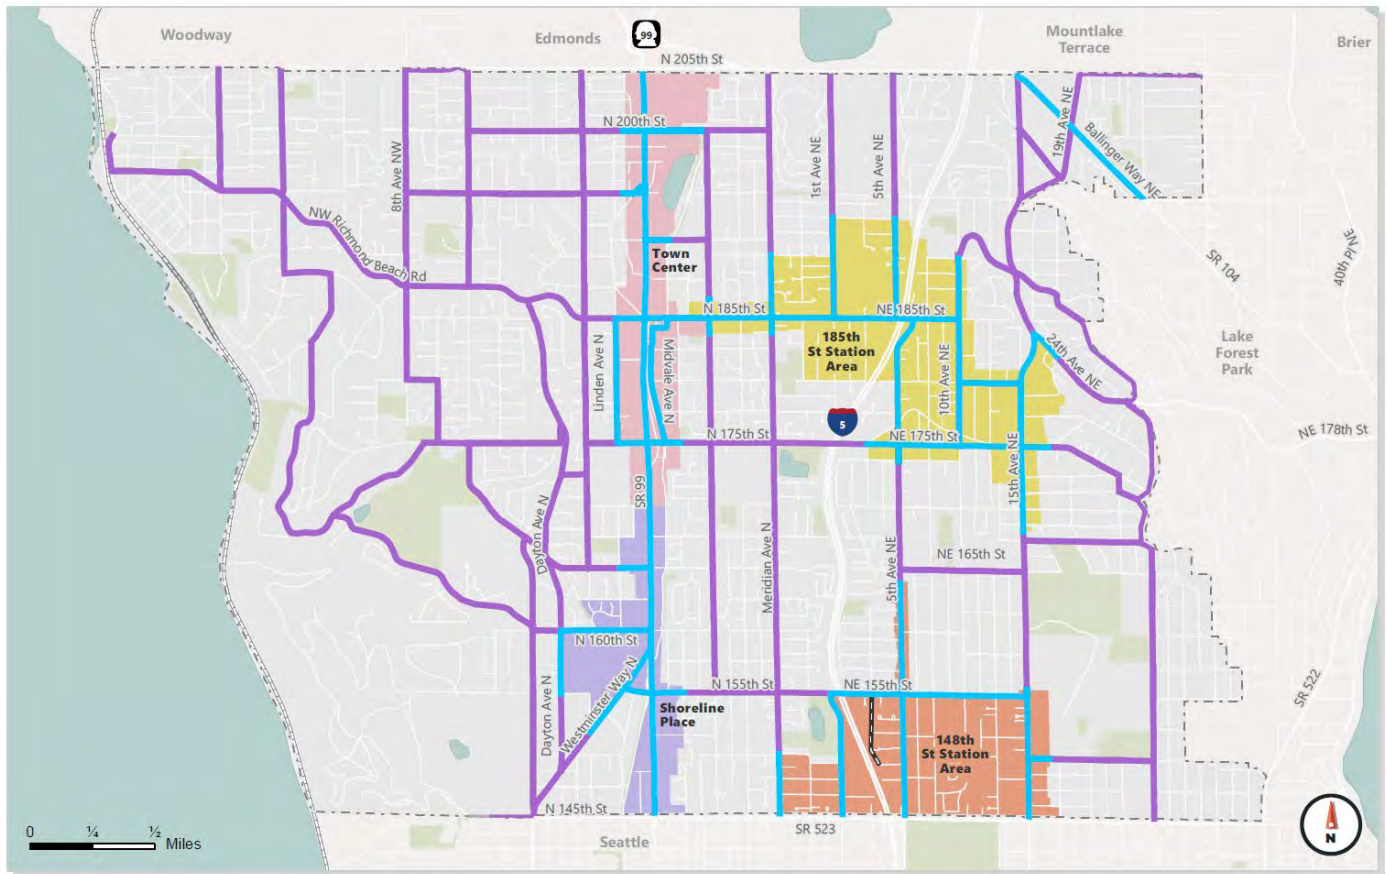 Woodway
Edmonds
99
Mountlake
Terrace
Brier
N 205th St
N 200th St
8th Ave NW
1st Ave NE
5th Ave NE
19th Ave NE
Ballinger Way NE
NW Richmond
Beach Rd
Town
Center
SR 104
40th Pl NE
N 185th St
NE 185th St
185th
St Station
Area
Linden Ave N
Midvale Ave N
10th Ave NE
24th Ave NE
Lake
Forest
Park
5
N 175th St
NE 175th St
NE 178th St
15th Ave NE
SR 99
Dayton Ave N
Meridian Ave N
5th Ave NE
NE 165th St
N 160th St
Westminster Way N
Dayton Ave N
N 155th St
NE 155th St
SR 522
Shoreline
Place
148th
St Station
Area
N 145th St
SR 523
Seattle
0 ¼ ½
Miles
N